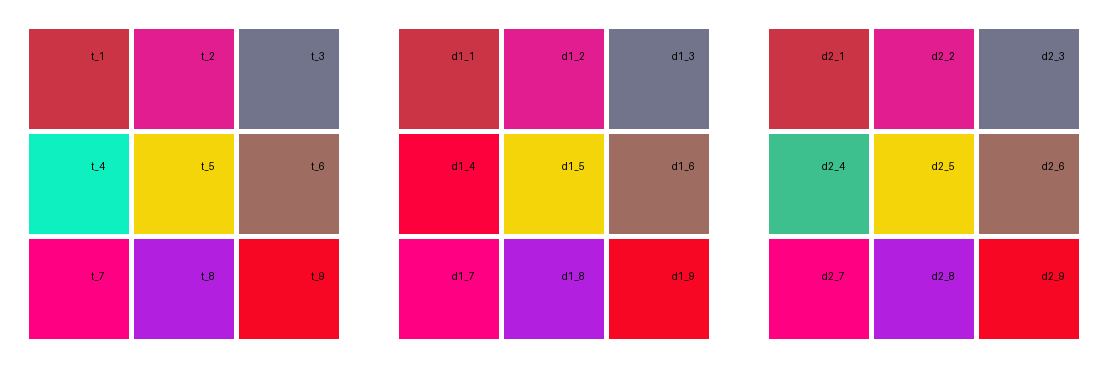 t_1 t_2 t_3 d1_1 d1_2 d1_3 d2_1 d2_2 d2_3
t_4 t_5 t_6 d1_4 d1_5 d1_6 d2_4 d2_5 d2_6
t_7 t_8 t_9 d1_7 d1_8 d1_9 d2_7 d2_8 d2_9